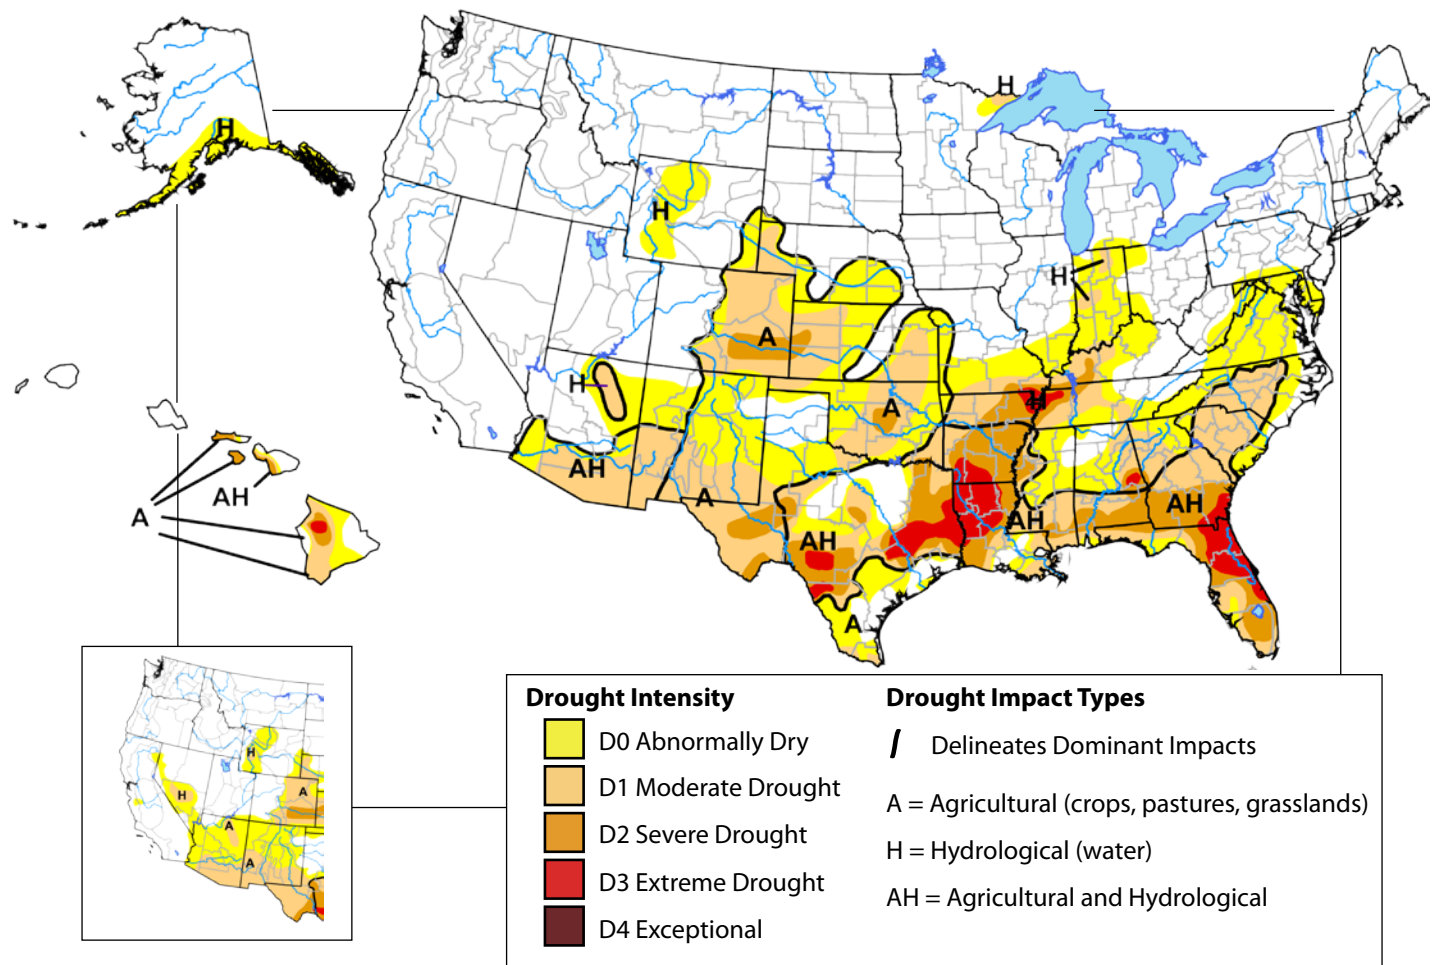 H
H
H
H
H
A
A
AH
A
AH
A
AH
AH
H
AH
A
A
H
H
A
A
A
Drought Intensity
D0 Abnormally Dry
D1 Moderate Drought
D2 Severe Drought
D3 Extreme Drought
D4 Exceptional
Drought Impact Types
Delineates Dominant Impacts
A = Agricultural (crops, pastures, grasslands)
H = Hydrological (water)
AH = Agricultural and Hydrological